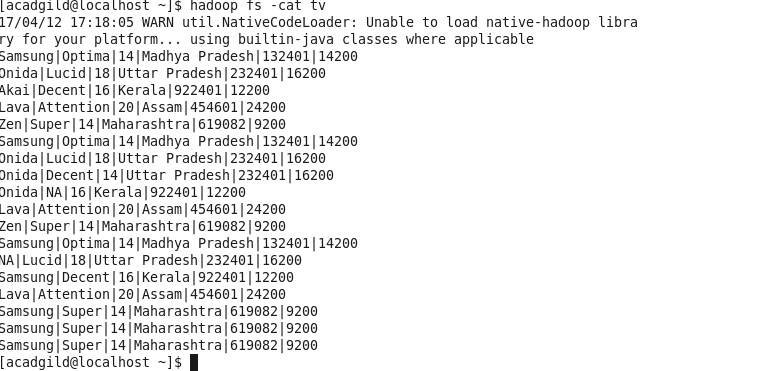 [acadgild@localhost ~]$ hadoop fs -cat tv
17/04/12 17:18:05 WARN util.NativeCodeLoader: Unable to load native-hadoop libra
ry for your platform... using builtin-java classes where applicable
Samsung|Optima|14|Madhya Pradesh|132401|14200
Onida|Lucid|18|Uttar Pradesh|232401|16200
Akai|Decent|16|Kerala|922401|12200
Lava|Attention|20|Assam|454601|24200
Zen|Super|14|Maharashtra|619082|9200
Samsung|Optima|14|Madhya Pradesh|132401|14200
Onida|Lucid|18|Uttar Pradesh|232401|16200
Onida|Decent|14|Uttar Pradesh|232401|16200
Onida|NA|16|Kerala|922401|12200
Lava|Attention|20|Assam|454601|24200
Zen|Super|14|Maharashtra|619082|9200
Samsung|Optima|14|Madhya Pradesh|132401|14200
NA|Lucid|18|Uttar Pradesh|232401|16200
Samsung|Decent|16|Kerala|922401|12200
Lava|Attention|20|Assam|454601|24200
Samsung|Super|14|Maharashtra|619082|9200
Samsung|Super|14|Maharashtra|619082|9200
Samsung|Super|14|Maharashtra|619082|9200
[acadgild@localhost ~]$